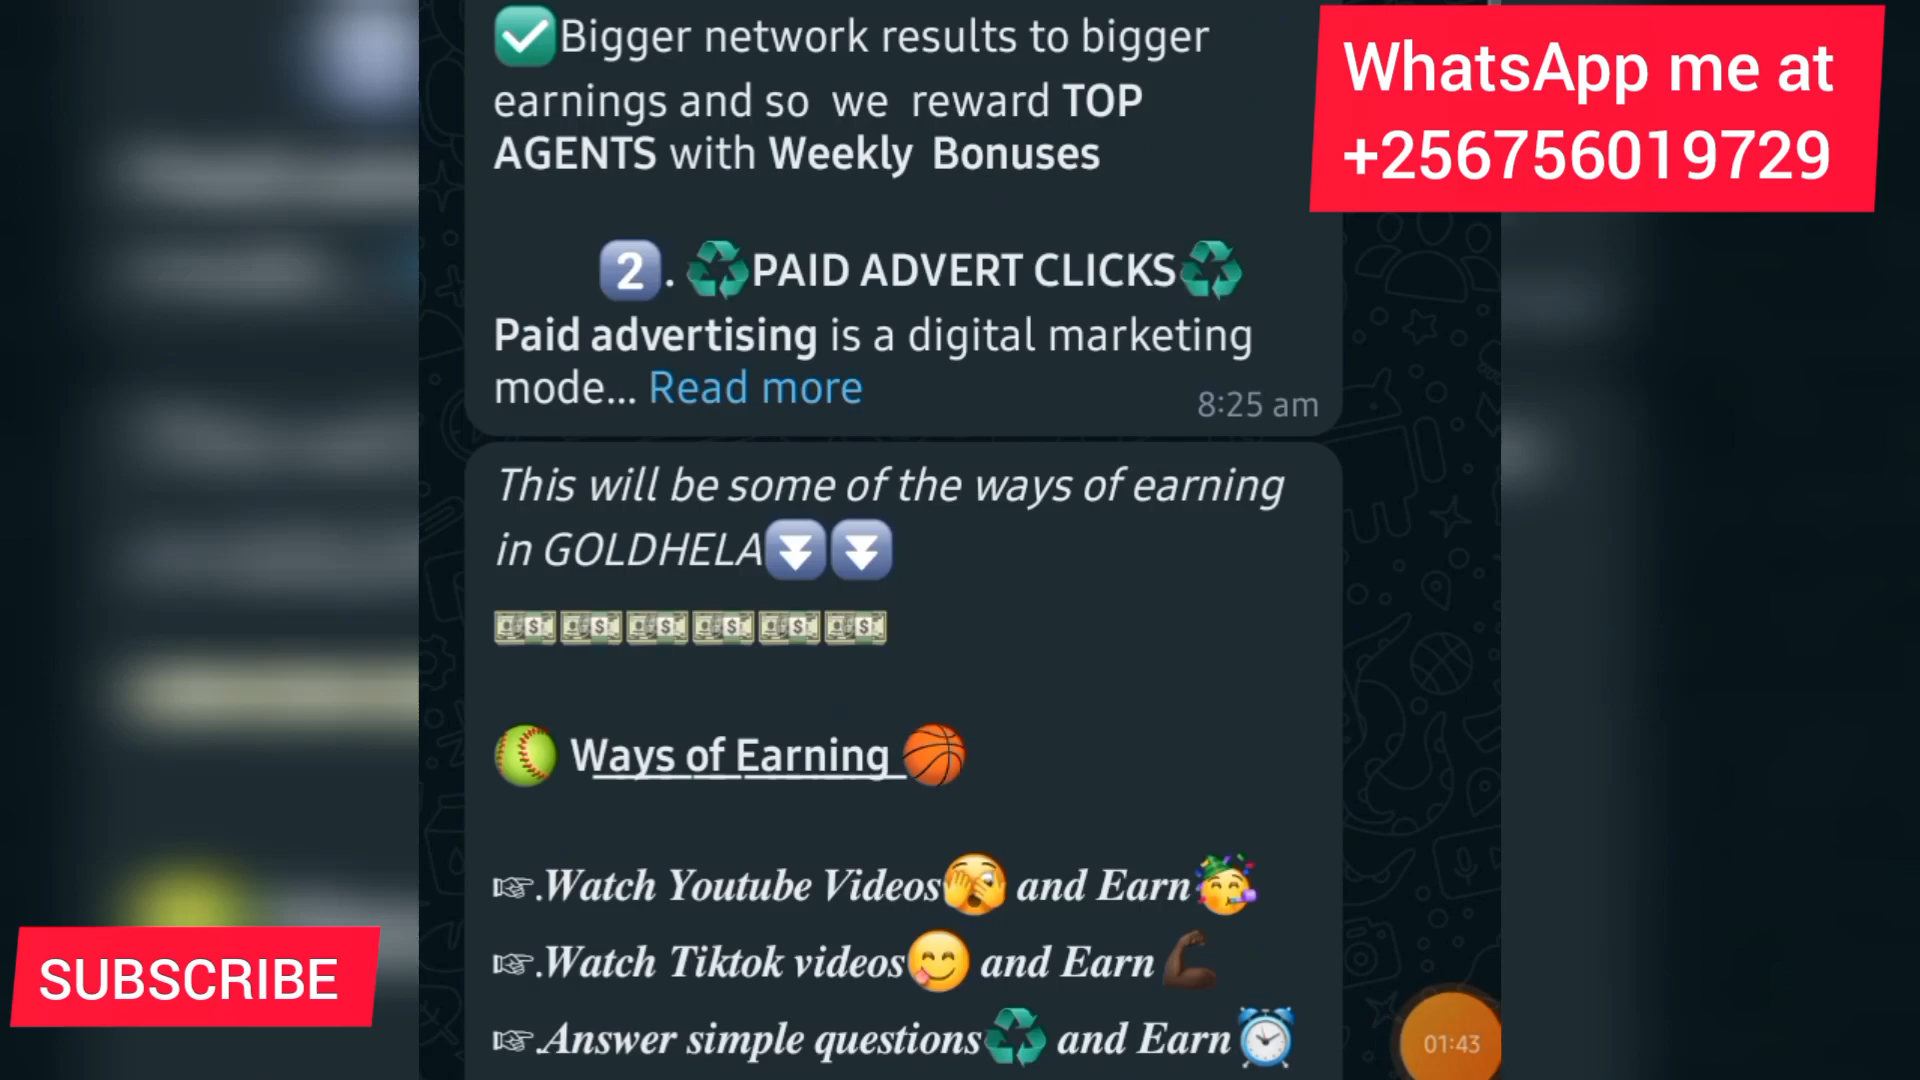 ✅Bigger network results to bigger
earnings and so we reward TOP
AGENTS with Weekly Bonuses
WhatsApp me at
+256756019729
2️⃣. ♻️PAID ADVERT CLICKS♻️
Paid advertising is a digital marketing
mode... Read more
8:25 am
This will be some of the ways of earning
in GOLDHELA⏬⏬
💵💵💵💵💵💵
🥎 Ways of Earning 🏀
☞.Watch Youtube Videos🫣 and Earn🥳
☞.Watch Tiktok videos😋 and Earn💪🏿
☞.Answer simple questions♻️ and Earn⏰
SUBSCRIBE
01:43